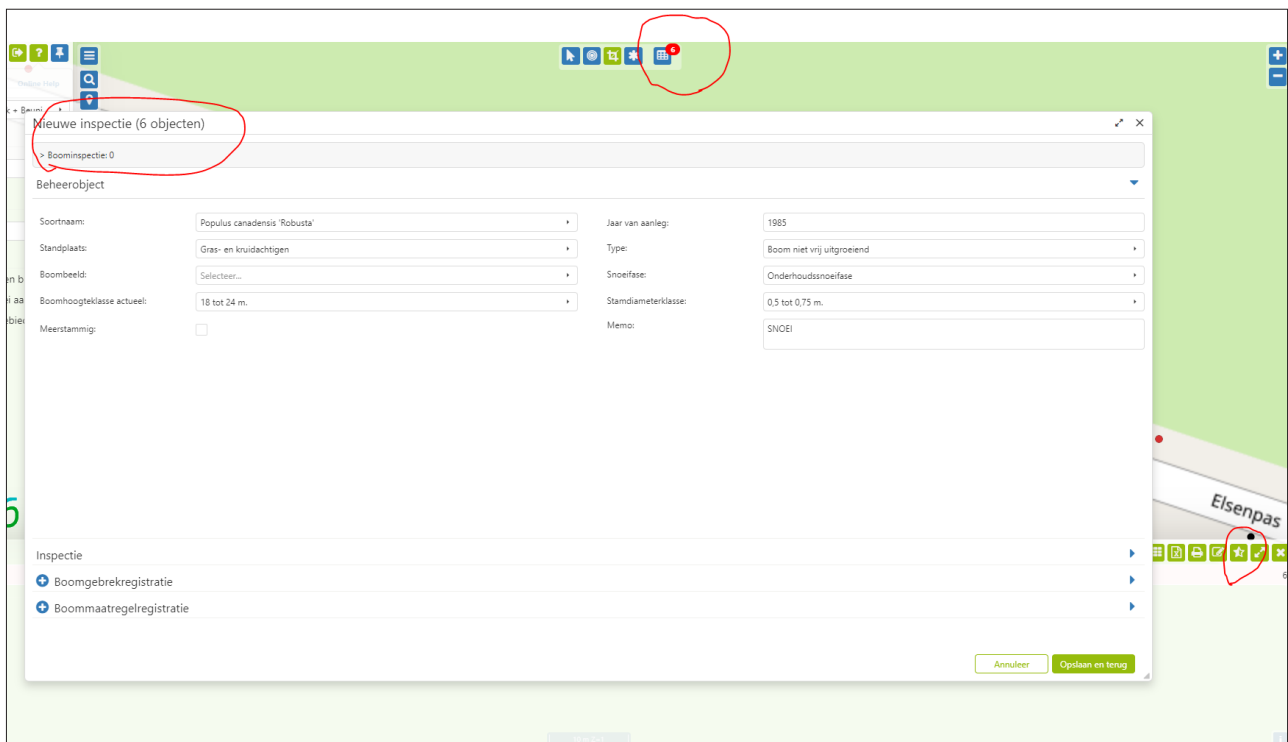 6
Online Help
Nieuwe inspectie (6 objecten)
> Boominspectie: 0
Beheerobject
Soortnaam: Populus canadensis 'Robusta' Jaar van aanleg: 1985
Standplaats: Gras- en kruidachtigen Type: Boom niet vrij uitgroeiend
Boombeeld: Selecteer... Snoeifase: Onderhoudssnoeifase
Boomhoogteklasse actueel: 18 tot 24 m. Stamdiameterklasse: 0,5 tot 0,75 m.
Meerstammig: Memo: SNOEI
Elsenpas
Inspectie
Boomgebrekregistratie
Boommaatregelregistratie
6
Annuleer Opslaan en terug